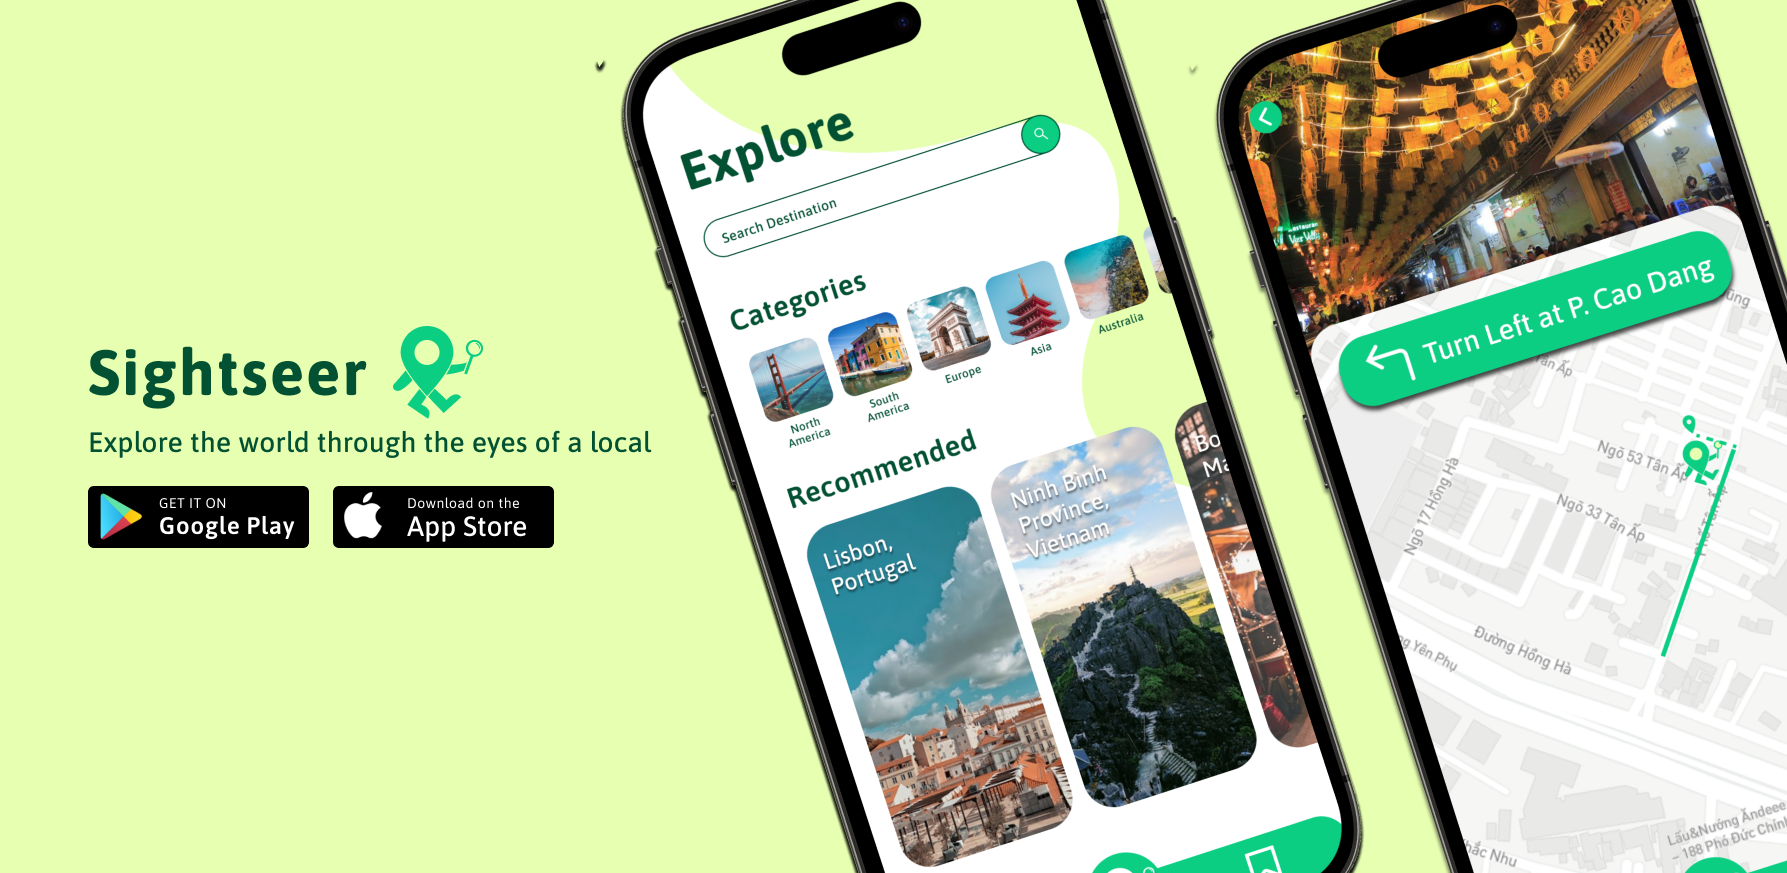 Sightseer
Explore the world through the eyes of a local
GET IT ON
Google Play
Download on the
App Store
Explore
Search Destination
Categories
North
America
South
America
Europe
Asia
Australia
Recommended
Lisbon,
Portugal
Ninh Binh
Province,
Vietnam
Bo
Ma
Turn Left at P. Cao Dang
Tân Ấp
Ngõ 53 Tân Ấp
Ngõ 33 Tân Ấp
Ngõ 17 Hồng Hà
Đường Hồng Hà
Yên Phụ
Lẩu&Nướng Ăndeee
- 188 Phó Đức Chính